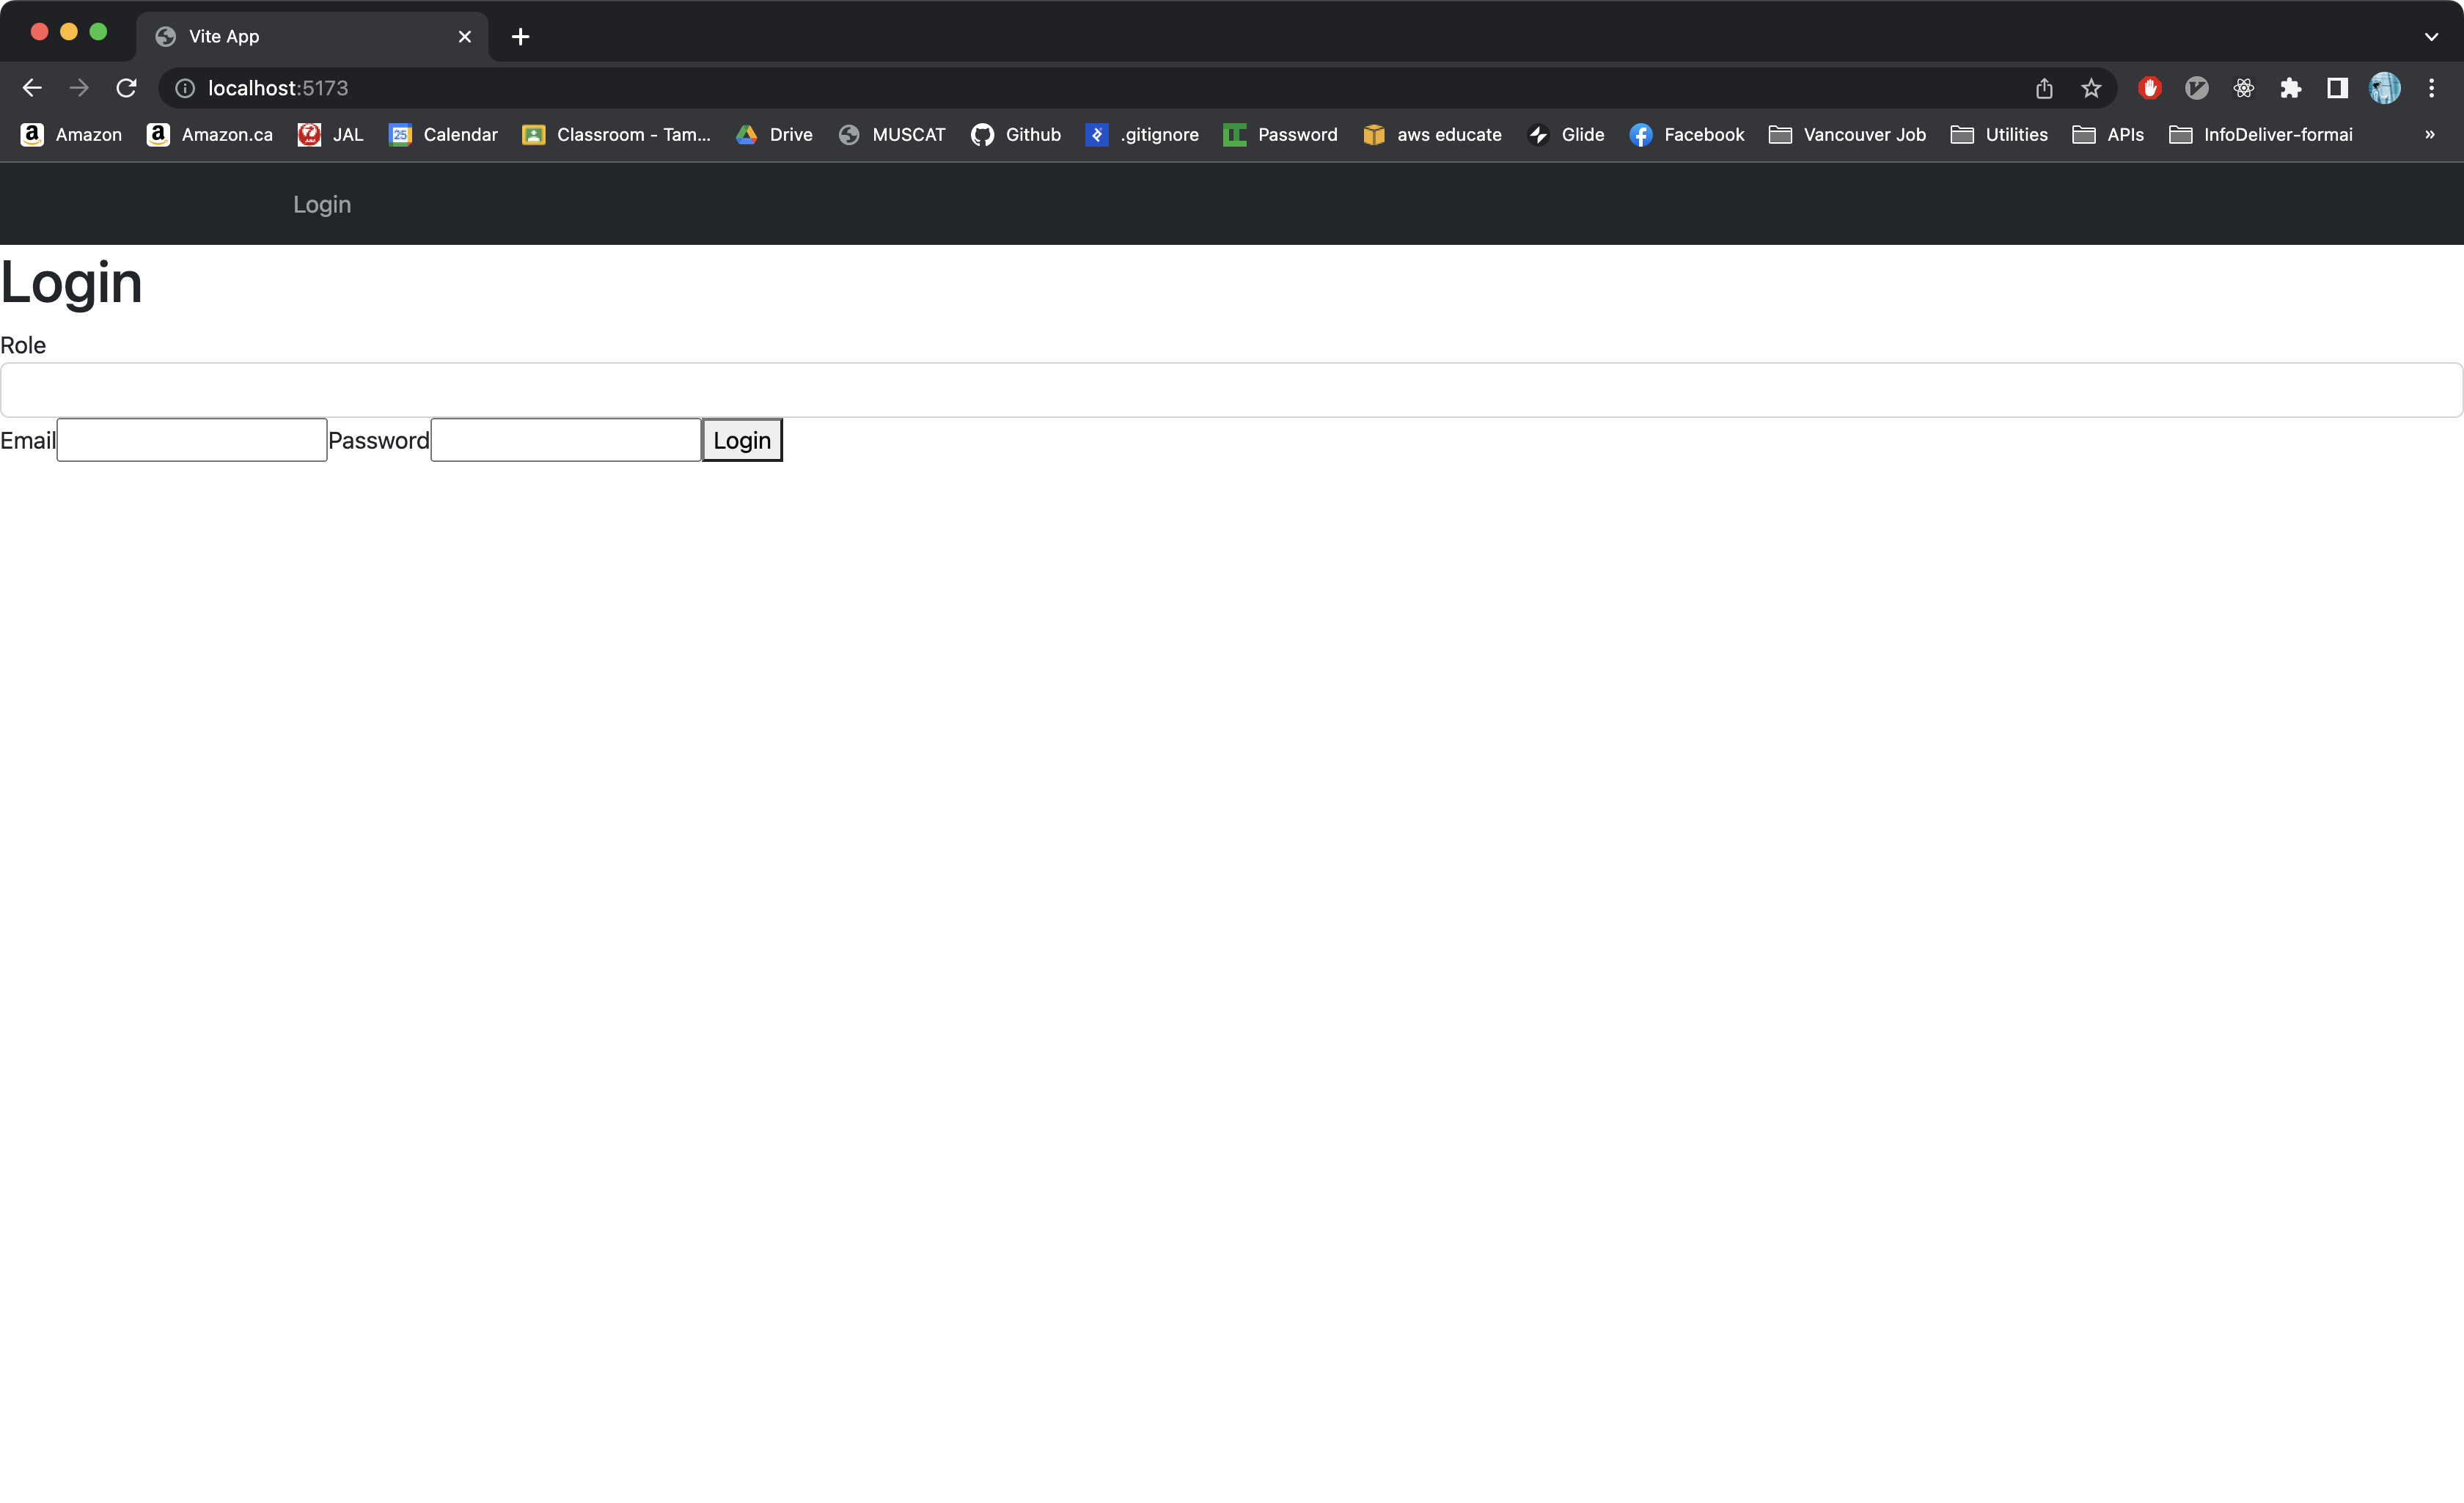 Vite App
localhost:5173
Amazon Amazon.ca JAL 25 Calendar Classroom - Tam... Drive MUSCAT Github .gitignore Password aws educate Glide Facebook Vancouver Job Utilities APIs InfoDeliver-formai »
Login
Login
Role
Email Password Login